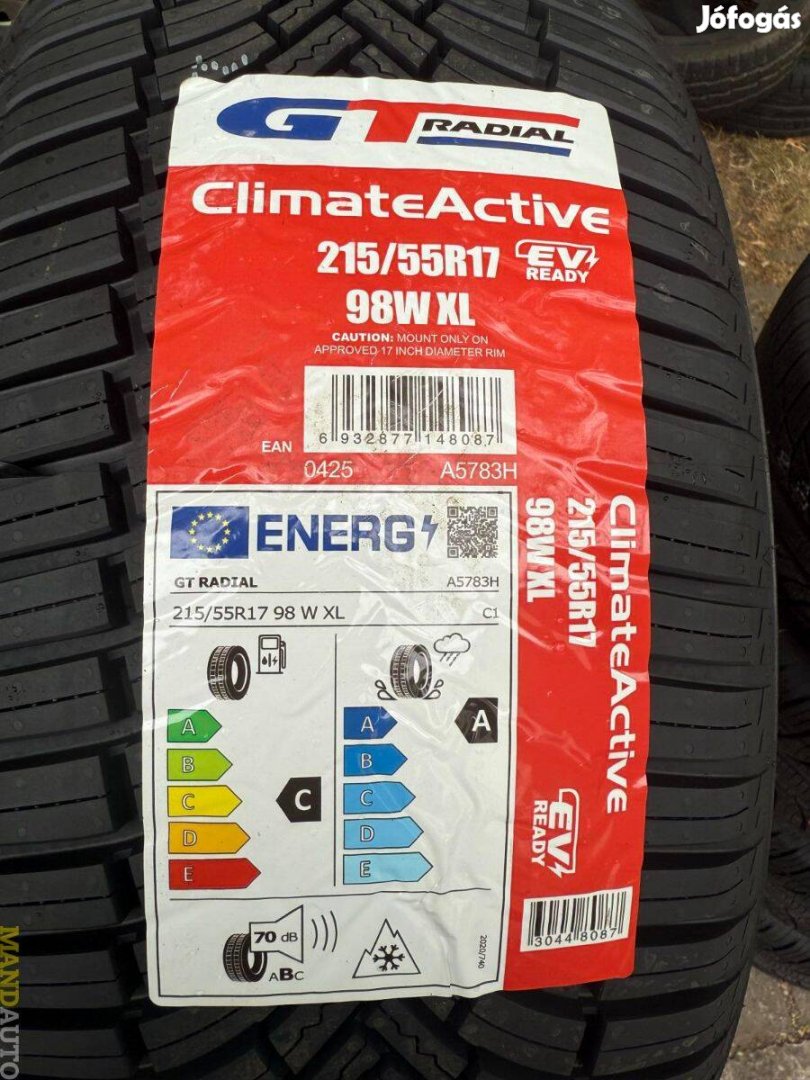 Jófogás
GT RADIAL
ClimateActive
215/55R17 EV READY
98W XL
CAUTION: MOUNT ONLY ON
APPROVED 17 INCH DIAMETER RIM
EAN 6 932877 148087
0425 A5783H
ENERG
GT RADIAL A5783H
215/55R17 98 W XL C1
A A A
B B
C C C
D D
E E
70 dB
ABC
2020/740
ClimateActive
215/55R17
98W XL
EV READY
30448087
MANDAUTO